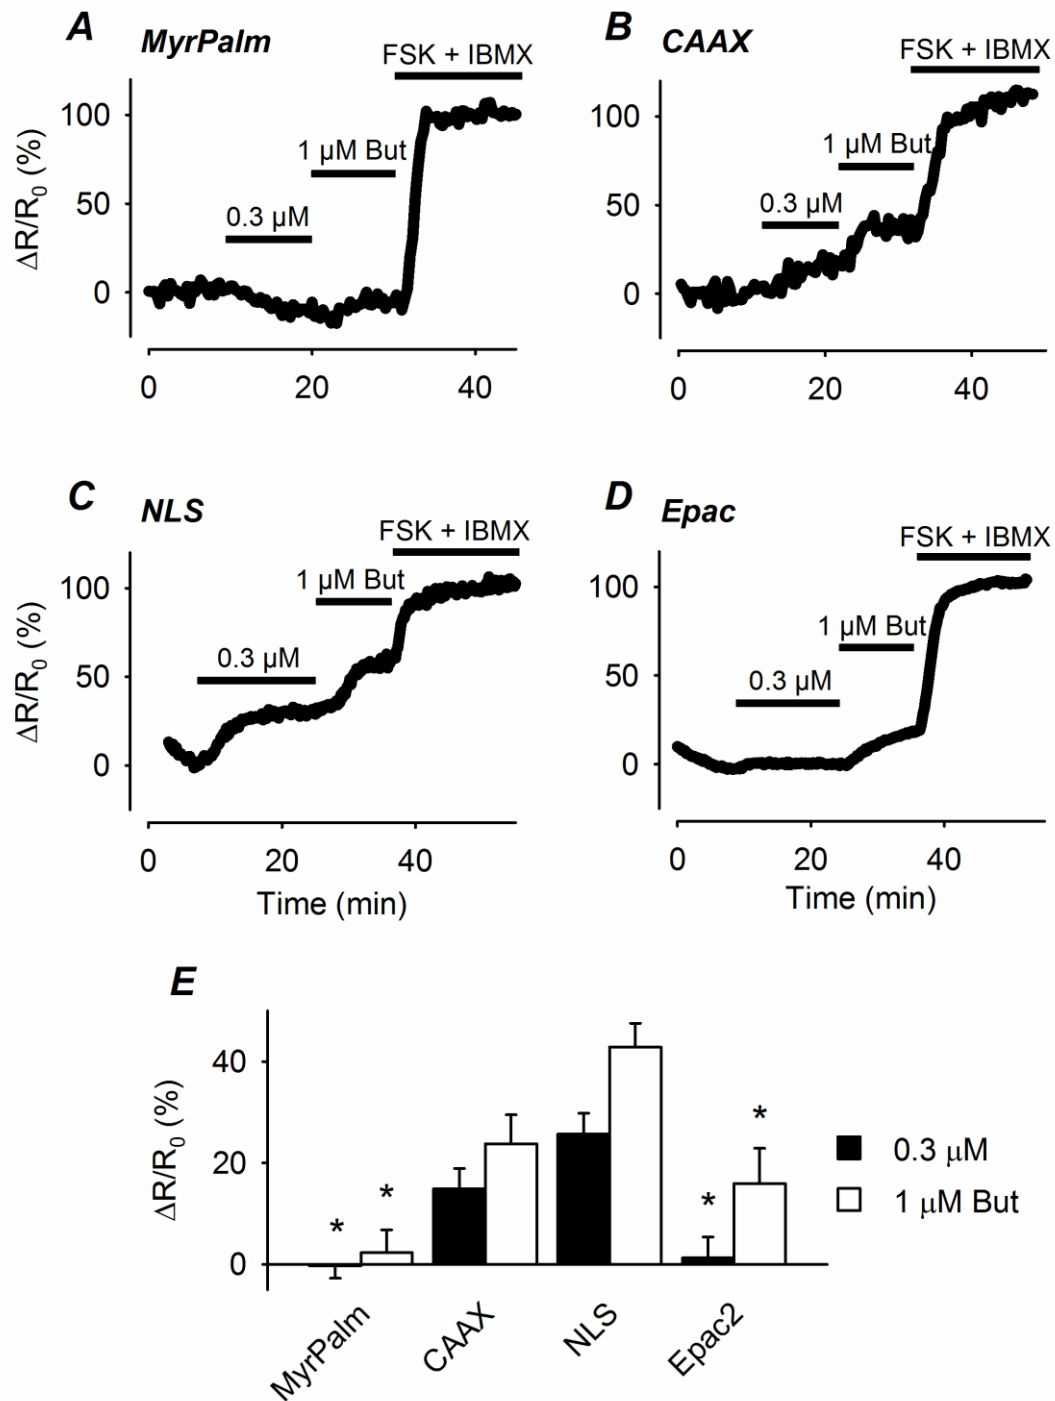 A MyrPalm
FSK + IBMX
1 µM But
0.3 µM
ΔR/R0 (%)
100
50
0
0 20 40
B CAAX
FSK + IBMX
1 µM But
0.3 µM
100
50
0
0 20 40
C NLS
FSK + IBMX
1 µM But
0.3 µM
ΔR/R0 (%)
100
50
0
0 20 40
Time (min)
D Epac
FSK + IBMX
1 µM But
0.3 µM
100
50
0
0 20 40
Time (min)
E
ΔR/R0 (%)
40
20
0
* * * *
MyrPalm CAAX NLS Epac2
0.3 µM
1 µM But